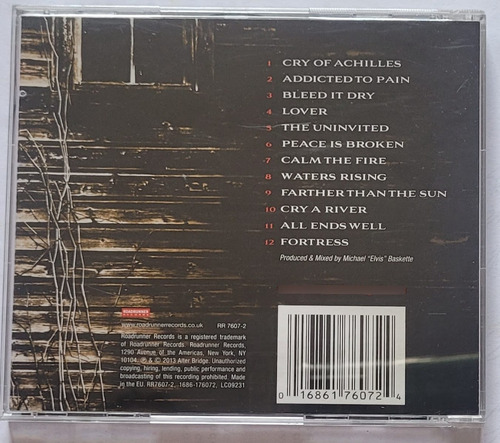 1 CRY OF ACHILLES
2 ADDICTED TO PAIN
3 BLEED IT DRY
4 LOVER
5 THE UNINVITED
6 PEACE IS BROKEN
7 CALM THE FIRE
8 WATERS RISING
9 FARTHER THAN THE SUN
10 CRY A RIVER
11 ALL ENDS WELL
12 FORTRESS
Produced & Mixed by Michael "Elvis" Baskette
ROADRUNNER
RECORDS
www.roadrunnerrecords.co.uk RR 7607-2
Roadrunner Records is a registered trademark
of Roadrunner Records. Roadrunner Records,
1290 Avenue of the Americas, New York, NY
10104. ℗ & © 2013 Alter Bridge. Unauthorized
copying, hiring, lending, public performance and
broadcasting of this recording prohibited. Made
in the EU. RR7607-2. 1686-176072. LC09231
0 16861 76072 4